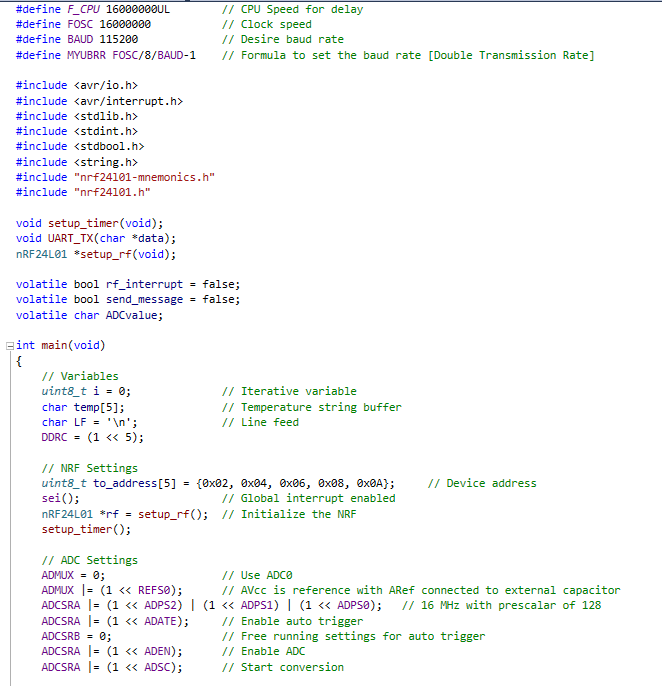 #define F_CPU 16000000UL // CPU Speed for delay
#define FOSC 16000000 // Clock speed
#define BAUD 115200 // Desire baud rate
#define MYUBRR FOSC/8/BAUD-1 // Formula to set the baud rate [Double Transmission Rate]
#include <avr/io.h>
#include <avr/interrupt.h>
#include <stdlib.h>
#include <stdint.h>
#include <stdbool.h>
#include <string.h>
#include "nrf24l01-mnemonics.h"
#include "nrf24l01.h"
void setup_timer(void);
void UART_TX(char *data);
nRF24L01 *setup_rf(void);
volatile bool rf_interrupt = false;
volatile bool send_message = false;
volatile char ADCvalue;
int main(void)
{
// Variables
uint8_t i = 0; // Iterative variable
char temp[5]; // Temperature string buffer
char LF = '\n'; // Line feed
DDRC = (1 << 5);
// NRF Settings
uint8_t to_address[5] = {0x02, 0x04, 0x06, 0x08, 0x0A}; // Device address
sei(); // Global interrupt enabled
nRF24L01 *rf = setup_rf(); // Initialize the NRF
setup_timer();
// ADC Settings
ADMUX = 0; // Use ADC0
ADMUX |= (1 << REFS0); // AVcc is reference with ARef connected to external capacitor
ADCSRA |= (1 << ADPS2) | (1 << ADPS1) | (1 << ADPS0); // 16 MHz with prescalar of 128
ADCSRA |= (1 << ADATE); // Enable auto trigger
ADCSRB = 0; // Free running settings for auto trigger
ADCSRA |= (1 << ADEN); // Enable ADC
ADCSRA |= (1 << ADSC); // Start conversion